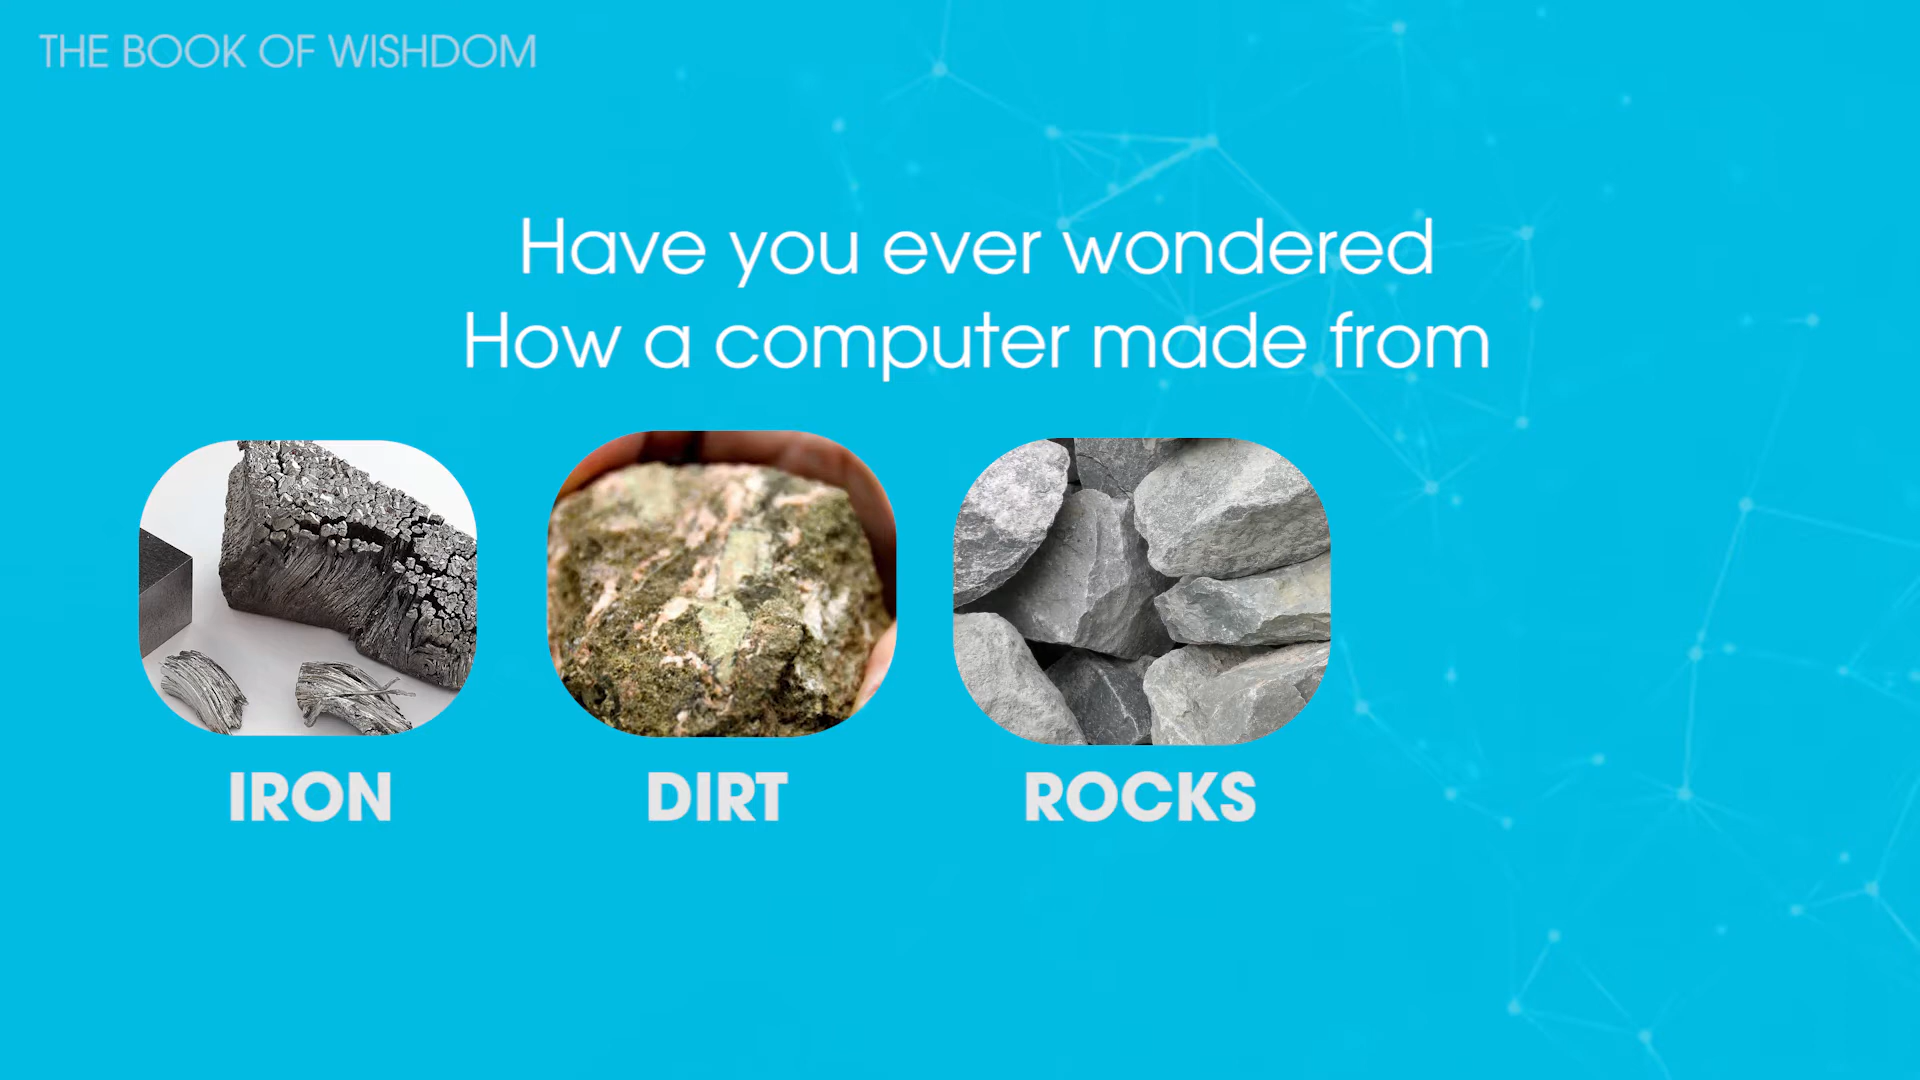 THE BOOK OF WISHDOM
Have you ever wondered
How a computer made from
IRON
DIRT
ROCKS